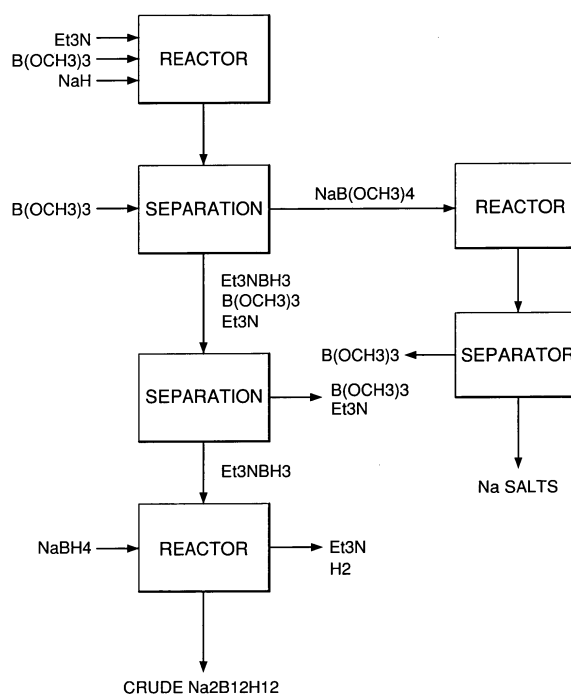 Et3N
B(OCH3)3
NaH
REACTOR
B(OCH3)3
SEPARATION
NaB(OCH3)4
REACTOR
Et3NBH3
B(OCH3)3
Et3N
B(OCH3)3
SEPARATOR
SEPARATION
B(OCH3)3
Et3N
Et3NBH3
Na SALTS
NaBH4
REACTOR
Et3N
H2
CRUDE Na2B12H12